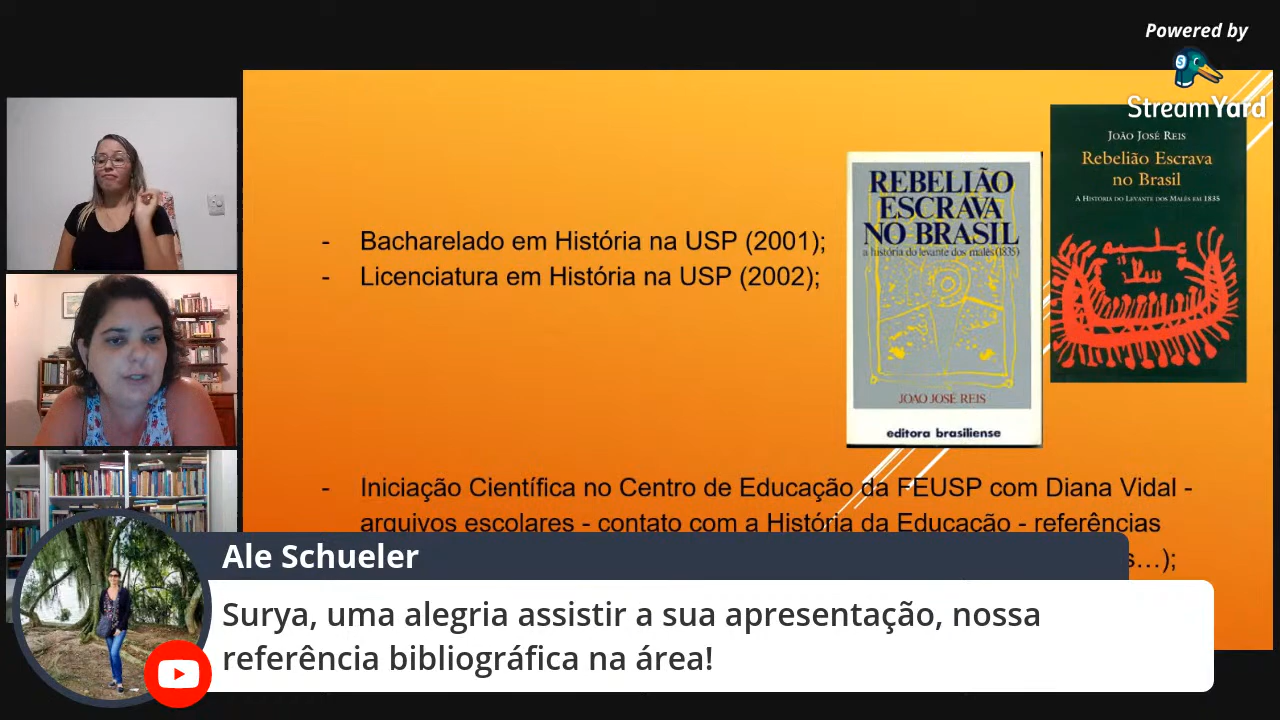 Powered by
StreamYard
- Bacharelado em História na USP (2001);
- Licenciatura em História na USP (2002);
REBELIÃO
ESCRAVA
NO BRASIL
a história do levante dos malês (1835)
JOÃO JOSÉ REIS
editora brasiliense
JOÃO JOSÉ REIS
Rebelião Escrava
no Brasil
A HISTÓRIA DO LEVANTE DOS MALÊS EM 1835
- Iniciação Científica no Centro de Educação da FEUSP com Diana Vidal -
arquivos escolares - contato com a História da Educação - referências
s…);
Ale Schueler
Surya, uma alegria assistir a sua apresentação, nossa
referência bibliográfica na área!